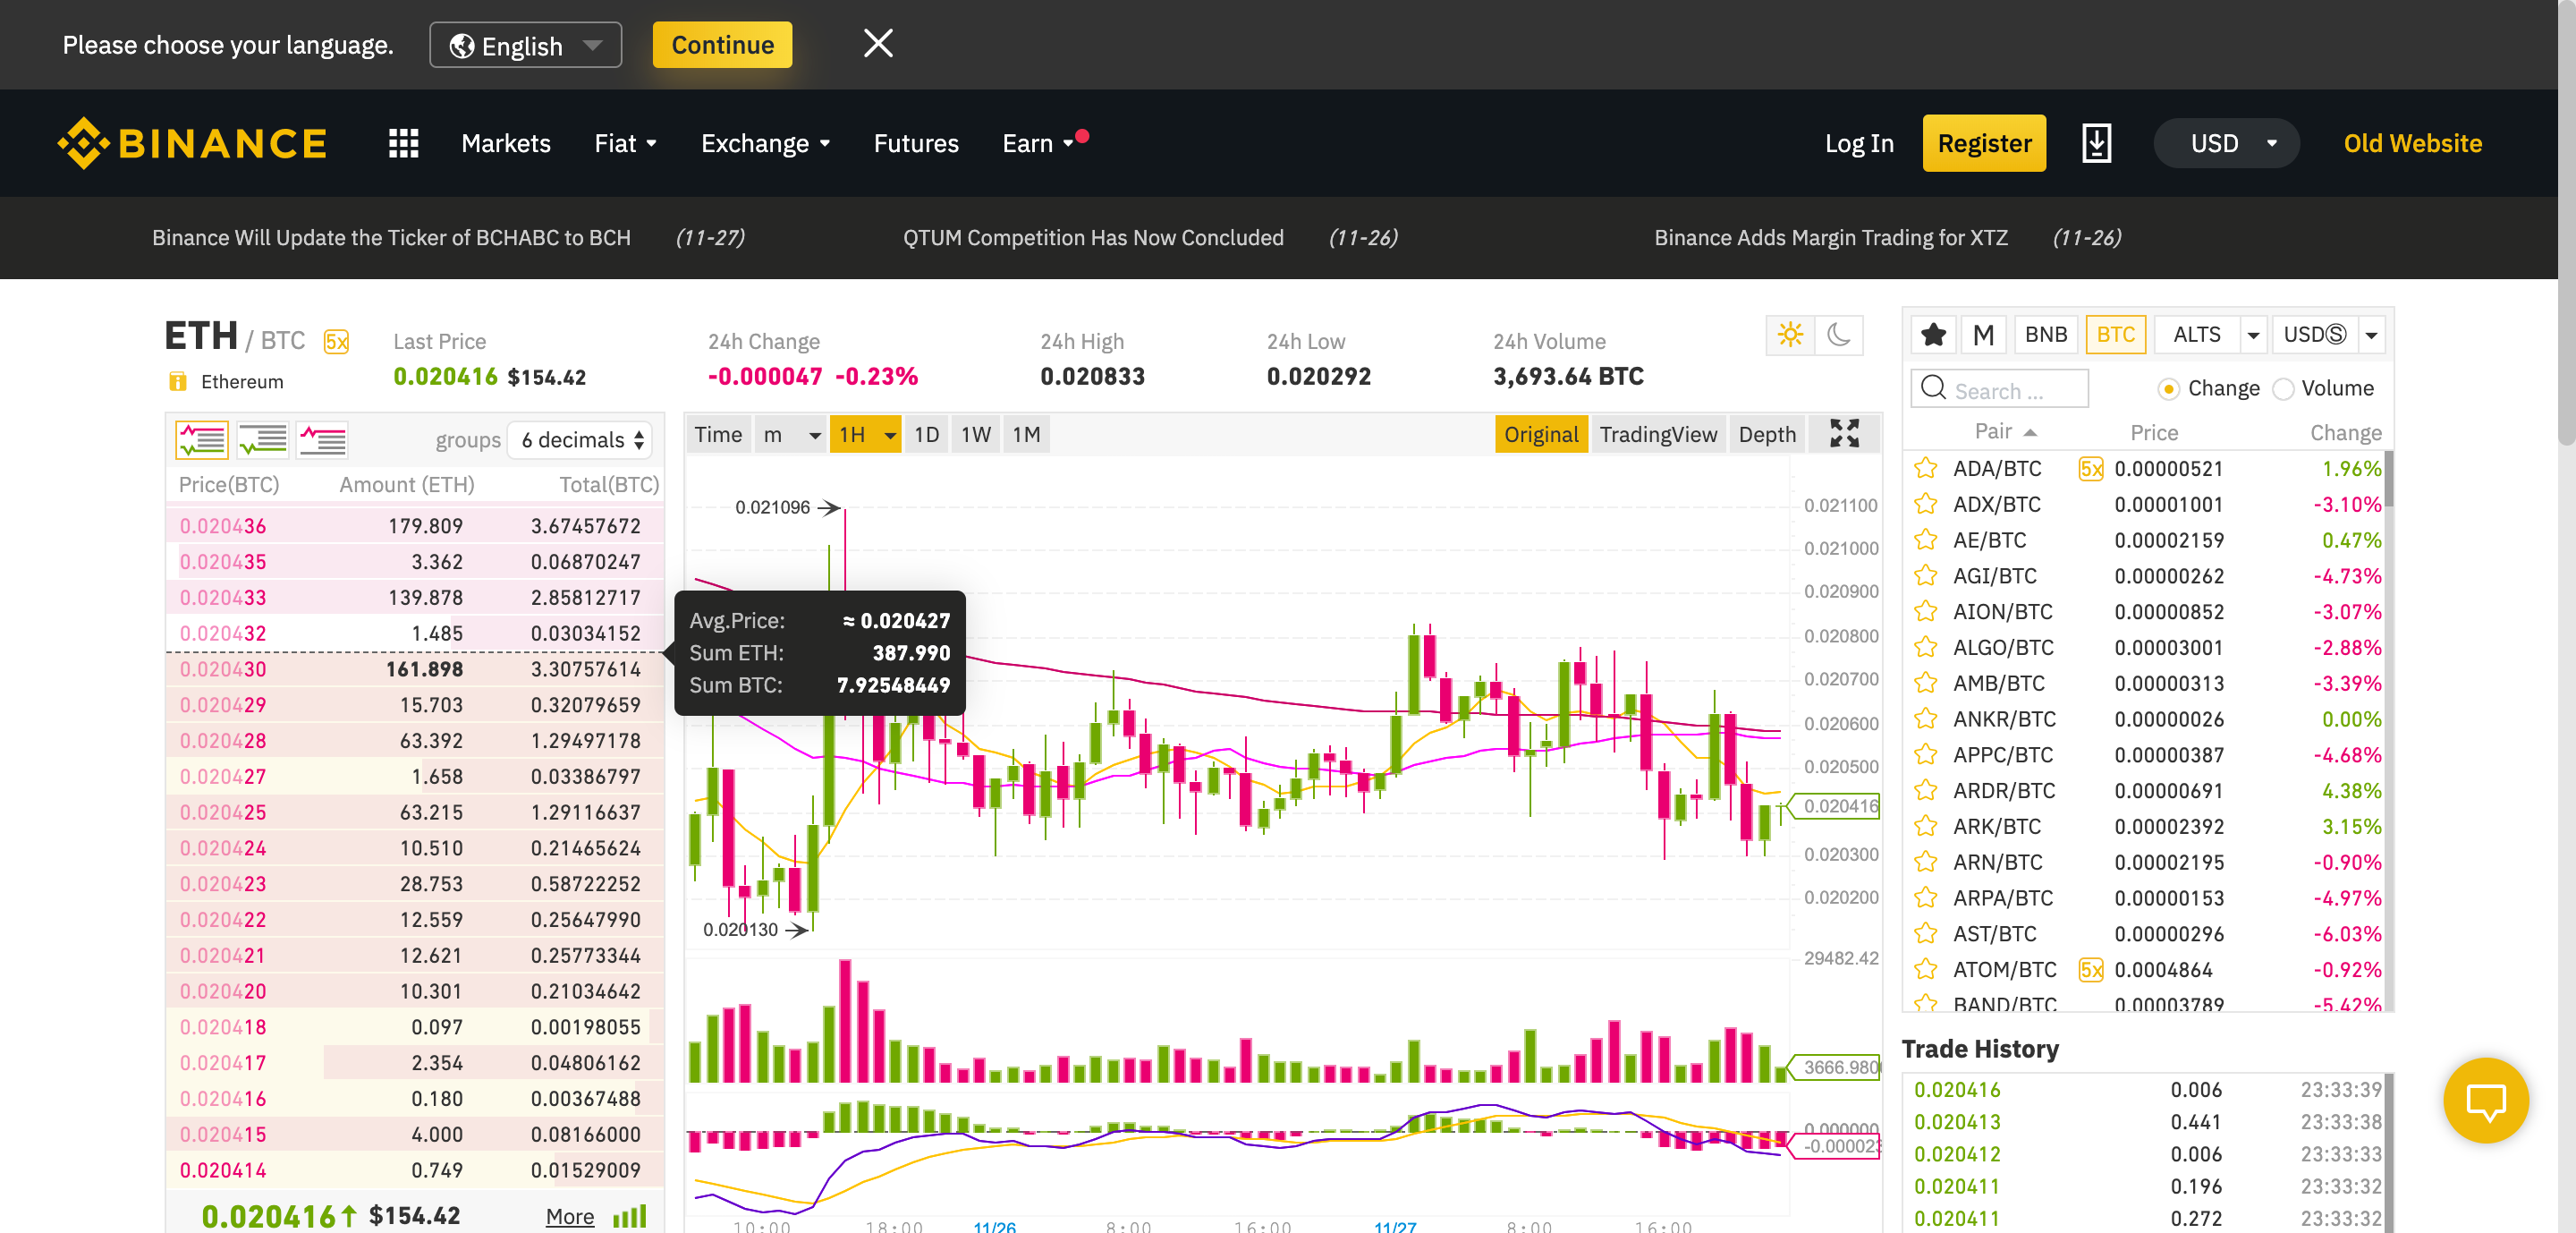 Please choose your language. English Continue
BINANCE Markets Fiat Exchange Futures Earn Log In Register USD Old Website
Binance Will Update the Ticker of BCHABC to BCH (11-27) QTUM Competition Has Now Concluded (11-26) Binance Adds Margin Trading for XTZ (11-26)
ETH / BTC 5x
Ethereum
Last Price
0.020416 $154.42
24h Change
-0.000047 -0.23%
24h High
0.020833
24h Low
0.020292
24h Volume
3,693.64 BTC
groups 6 decimals
Price(BTC) Amount (ETH) Total(BTC)
0.020436 179.809 3.67457672
0.020435 3.362 0.06870247
0.020433 139.878 2.85812717
0.020432 1.485 0.03034152
0.020430 161.898 3.30757614
0.020429 15.703 0.32079659
0.020428 63.392 1.29497178
0.020427 1.658 0.03386797
0.020425 63.215 1.29116637
0.020424 10.510 0.21465624
0.020423 28.753 0.58722252
0.020422 12.559 0.25647990
0.020421 12.621 0.25773344
0.020420 10.301 0.21034642
0.020418 0.097 0.00198055
0.020417 2.354 0.04806162
0.020416 0.180 0.00367488
0.020415 4.000 0.08166000
0.020414 0.749 0.01529009
0.020416 $154.42 More
Time m 1H 1D 1W 1M Original TradingView Depth
0.021096
Avg.Price: ≈ 0.020427
Sum ETH: 387.990
Sum BTC: 7.92548449
0.020130
0.021100
0.021000
0.020900
0.020800
0.020700
0.020600
0.020500
0.020416
0.020300
0.020200
29482.42
3666.980
0.000000
-0.000023
10:00 18:00 11/26 8:00 16:00 11/27 8:00 16:00
M BNB BTC ALTS USDⓈ
Search ... Change Volume
Pair Price Change
ADA/BTC 5x 0.00000521 1.96%
ADX/BTC 0.00001001 -3.10%
AE/BTC 0.00002159 0.47%
AGI/BTC 0.00000262 -4.73%
AION/BTC 0.00000852 -3.07%
ALGO/BTC 0.00003001 -2.88%
AMB/BTC 0.00000313 -3.39%
ANKR/BTC 0.00000026 0.00%
APPC/BTC 0.00000387 -4.68%
ARDR/BTC 0.00000691 4.38%
ARK/BTC 0.00002392 3.15%
ARN/BTC 0.00002195 -0.90%
ARPA/BTC 0.00000153 -4.97%
AST/BTC 0.00000296 -6.03%
ATOM/BTC 5x 0.0004864 -0.92%
BAND/BTC 0.00003789 -5.42%
Trade History
0.020416 0.006 23:33:39
0.020413 0.441 23:33:38
0.020412 0.006 23:33:33
0.020411 0.196 23:33:32
0.020411 0.272 23:33:32